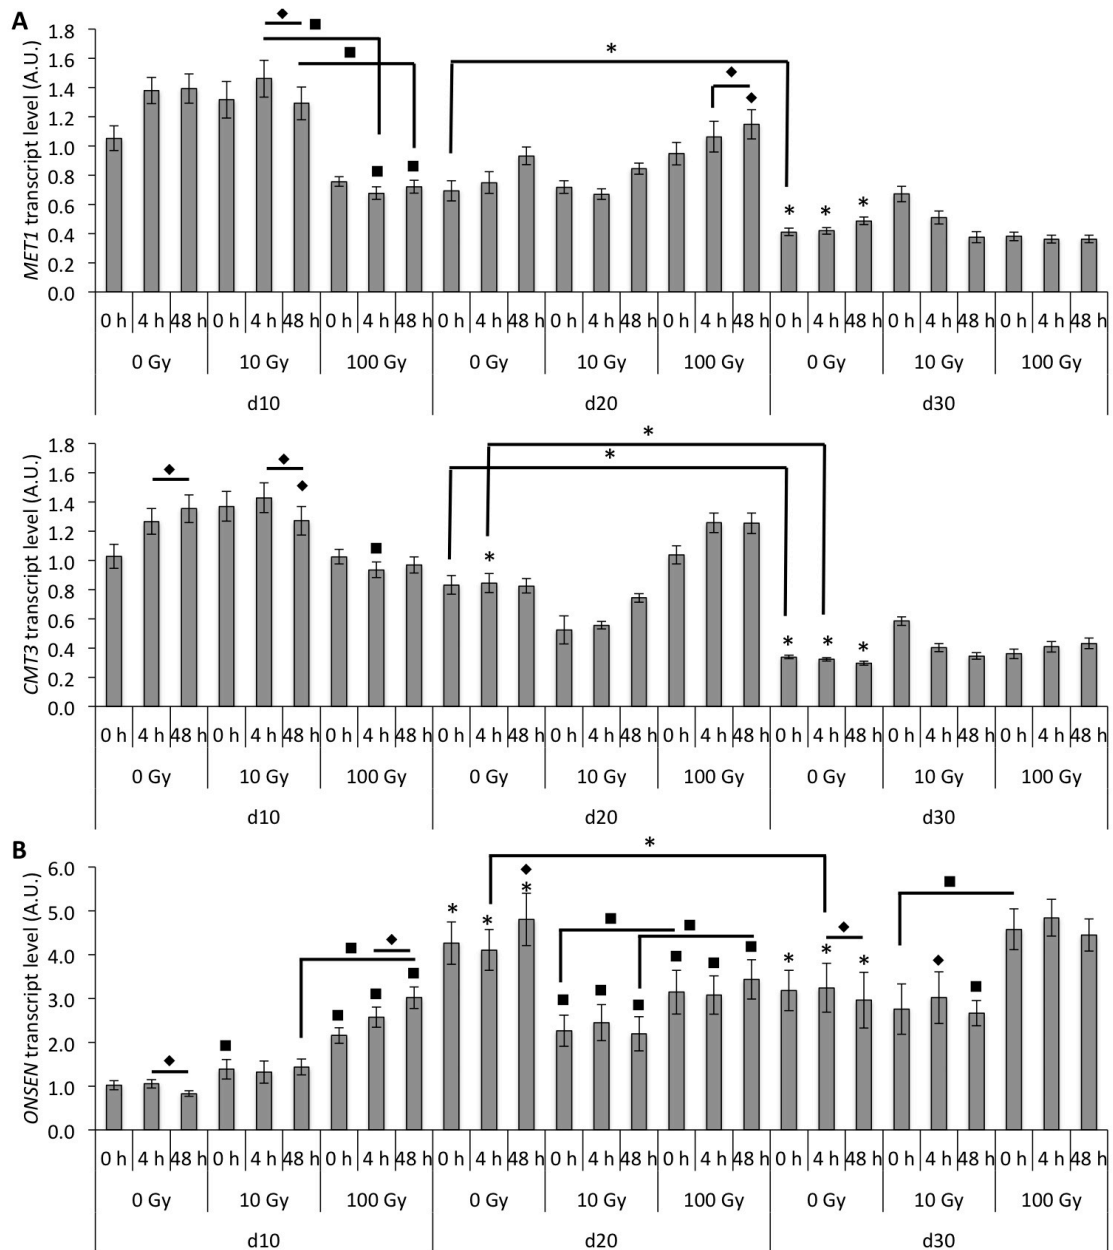 A
MET1 transcript level (A.U.)
1.8
1.6
1.4
1.2
1.0
0.8
0.6
0.4
0.2
0.0
◆ ■
■
*
◆
◆
■ ■
* * *
0 h 4 h 48 h 0 h 4 h 48 h 0 h 4 h 48 h 0 h 4 h 48 h 0 h 4 h 48 h 0 h 4 h 48 h 0 h 4 h 48 h 0 h 4 h 48 h 0 h 4 h 48 h
0 Gy 10 Gy 100 Gy 0 Gy 10 Gy 100 Gy 0 Gy 10 Gy 100 Gy
d10 d20 d30
CMT3 transcript level (A.U.)
1.8
1.6
1.4
1.2
1.0
0.8
0.6
0.4
0.2
0.0
*
*
◆ ◆
◆
■ *
* * *
0 h 4 h 48 h 0 h 4 h 48 h 0 h 4 h 48 h 0 h 4 h 48 h 0 h 4 h 48 h 0 h 4 h 48 h 0 h 4 h 48 h 0 h 4 h 48 h 0 h 4 h 48 h
0 Gy 10 Gy 100 Gy 0 Gy 10 Gy 100 Gy 0 Gy 10 Gy 100 Gy
d10 d20 d30
B
ONSEN transcript level (A.U.)
6.0
5.0
4.0
3.0
2.0
1.0
0.0
*
◆ ■
* * * ■ ■ ◆
■ ◆ ■ * * * ◆
■ ■ ■ ■ ■ ■ ■ ■ ■ ■
◆ ■
0 h 4 h 48 h 0 h 4 h 48 h 0 h 4 h 48 h 0 h 4 h 48 h 0 h 4 h 48 h 0 h 4 h 48 h 0 h 4 h 48 h 0 h 4 h 48 h 0 h 4 h 48 h
0 Gy 10 Gy 100 Gy 0 Gy 10 Gy 100 Gy 0 Gy 10 Gy 100 Gy
d10 d20 d30